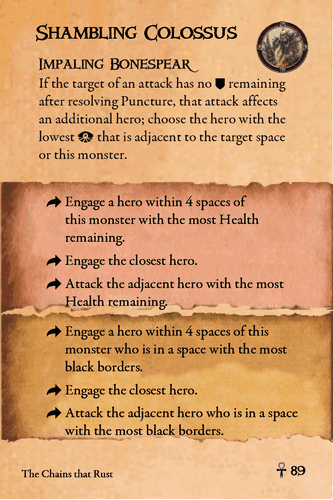 Shambling Colossus
Impaling Bonespear
If the target of an attack has no remaining
after resolving Puncture, that attack affects
an additional hero; choose the hero with the
lowest that is adjacent to the target space
or this monster.
Engage a hero within 4 spaces of
this monster with the most Health
remaining.
Engage the closest hero.
Attack the adjacent hero with the most
Health remaining.
Engage a hero within 4 spaces of this
monster who is in a space with the most
black borders.
Engage the closest hero.
Attack the adjacent hero who is in a space
with the most black borders.
The Chains that Rust 89